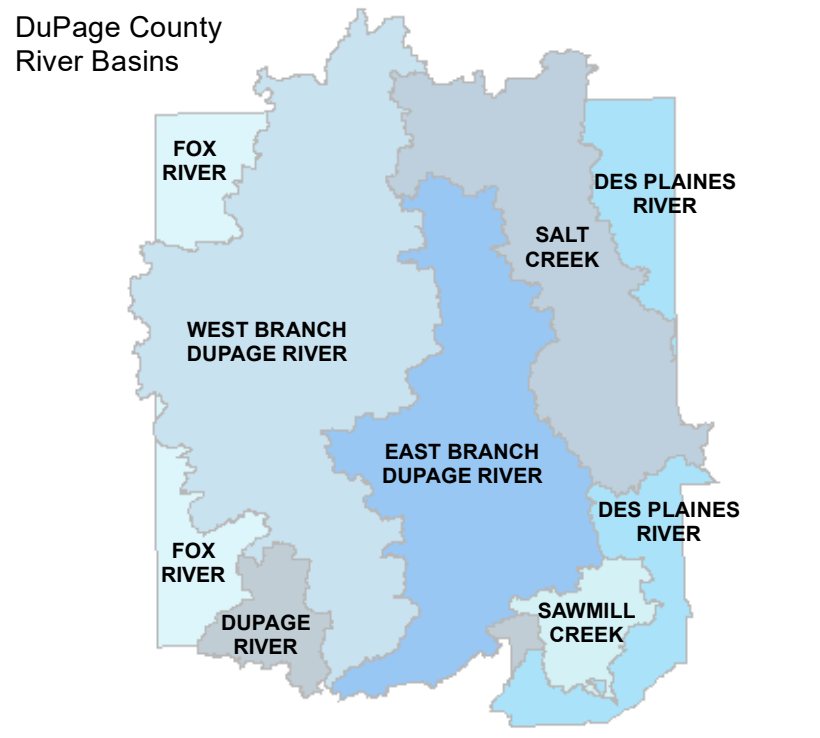 DuPage County
River Basins
FOX
RIVER
DES PLAINES
RIVER
SALT
CREEK
WEST BRANCH
DUPAGE RIVER
EAST BRANCH
DUPAGE RIVER
DES PLAINES
RIVER
FOX
RIVER
SAWMILL
CREEK
DUPAGE
RIVER